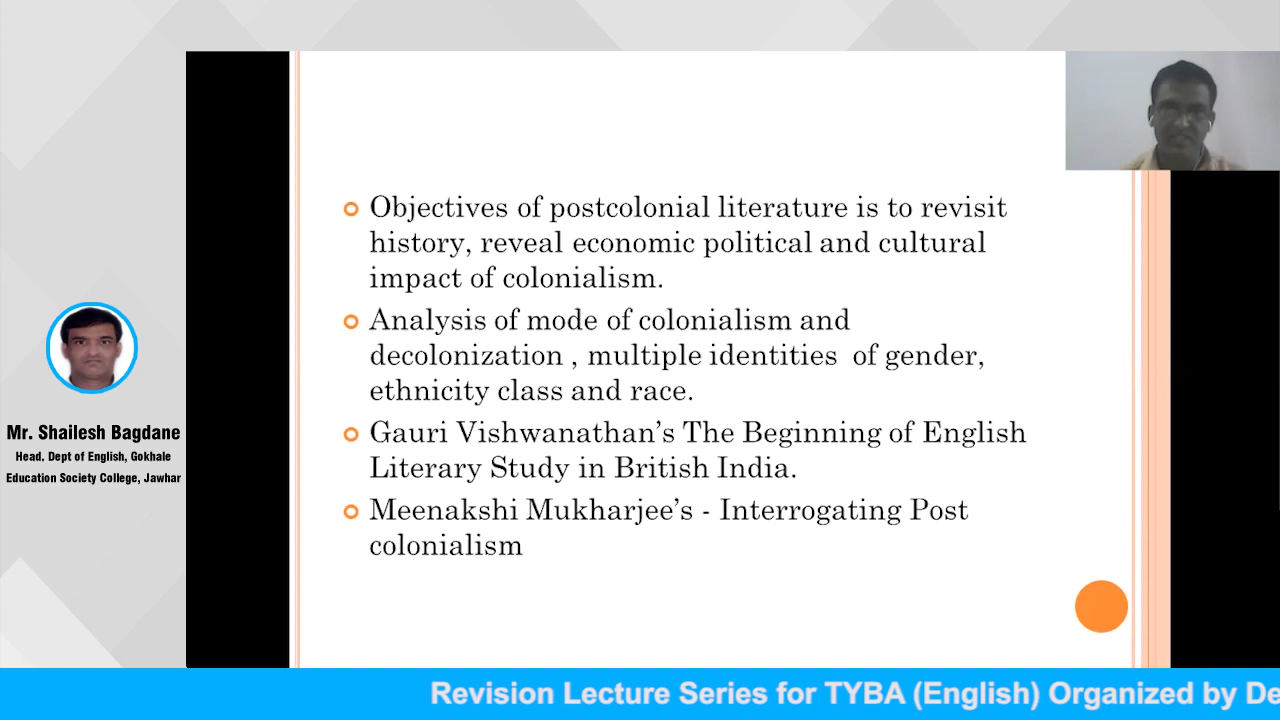 Objectives of postcolonial literature is to revisit
history, reveal economic political and cultural
impact of colonialism.
Analysis of mode of colonialism and
decolonization , multiple identities  of gender,
ethnicity class and race.
Gauri Vishwanathan’s The Beginning of English
Literary Study in British India.
Meenakshi Mukharjee’s - Interrogating Post
colonialism
Mr. Shailesh Bagdane
Head. Dept of English, Gokhale
Education Society College, Jawhar
Revision Lecture Series for TYBA (English) Organized by De